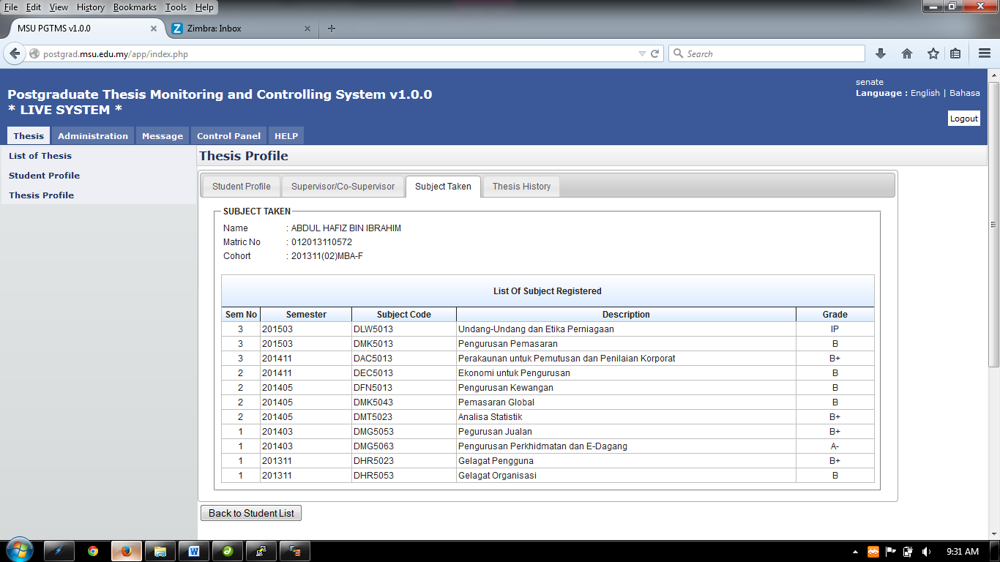 File Edit View History Bookmarks Tools Help
MSU PGTMS v1.0.0
Zimbra: Inbox
postgrad.msu.edu.my/app/index.php
Search
senate
Language : English | Bahasa
Postgraduate Thesis Monitoring and Controlling System v1.0.0
* LIVE SYSTEM *
Logout
Thesis Administration Message Control Panel HELP
List of Thesis
Student Profile
Thesis Profile
Thesis Profile
Student Profile Supervisor/Co-Supervisor Subject Taken Thesis History
SUBJECT TAKEN
Name : ABDUL HAFIZ BIN IBRAHIM
Matric No : 012013110572
Cohort : 201311(02)MBA-F
List Of Subject Registered
Sem No Semester Subject Code Description Grade
3 201503 DLW5013 Undang-Undang dan Etika Perniagaan IP
3 201503 DMK5013 Pengurusan Pemasaran B
3 201411 DAC5013 Perakaunan untuk Pemutusan dan Penilaian Korporat B+
2 201411 DEC5013 Ekonomi untuk Pengurusan B
2 201405 DFN5013 Pengurusan Kewangan B
2 201405 DMK5043 Pemasaran Global B
2 201405 DMT5023 Analisa Statistik B+
1 201403 DMG5053 Pegurusan Jualan B+
1 201403 DMG5063 Pengurusan Perkhidmatan dan E-Dagang A-
1 201311 DHR5023 Gelagat Pengguna B+
1 201311 DHR5053 Gelagat Organisasi B
Back to Student List
9:31 AM